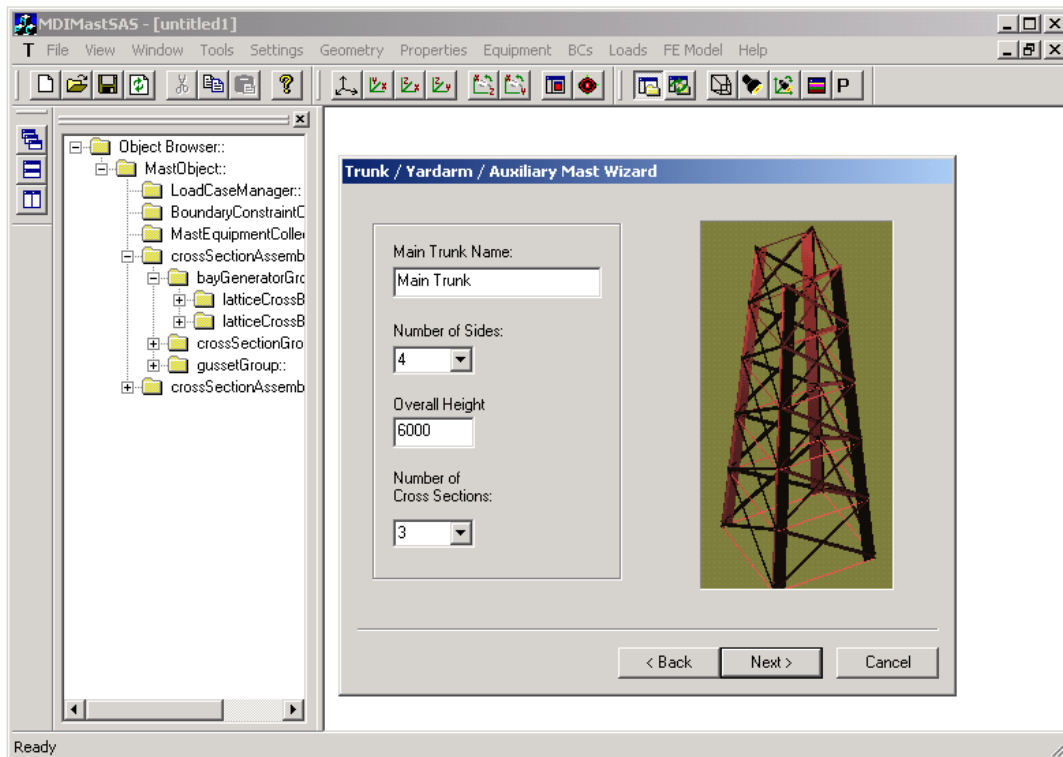 MDIMastSAS - [untitled1]
T File View Window Tools Settings Geometry Properties Equipment BCs Loads FE Model Help
P
Object Browser::
MastObject::
LoadCaseManager::
BoundaryConstraintC
MastEquipmentCollec
crossSectionAssemb
bayGeneratorGro
latticeCrossB
latticeCrossB
crossSectionGro
gussetGroup::
crossSectionAssemb
Trunk / Yardarm / Auxiliary Mast Wizard
Main Trunk Name:
Main Trunk
Number of Sides:
4
Overall Height
6000
Number of
Cross Sections:
3
< Back Next > Cancel
Ready